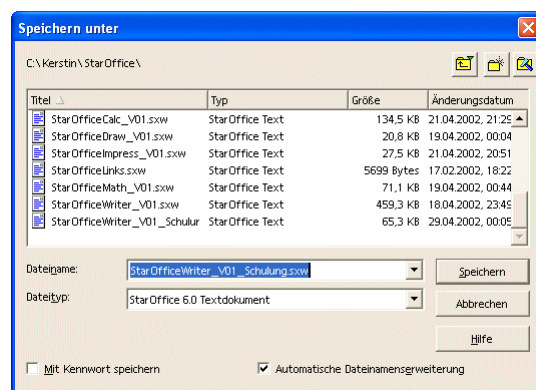 Speichern unter
C:\Kerstin\StarOffice\
Titel Typ Größe Änderungsdatum
StarOfficeCalc_V01.sxw StarOffice Text 134,5 KB 21.04.2002, 21:29
StarOfficeDraw_V01.sxw StarOffice Text 20,8 KB 19.04.2002, 00:04
StarOfficeImpress_V01.sxw StarOffice Text 27,5 KB 21.04.2002, 20:51
StarOfficeLinks.sxw StarOffice Text 5699 Bytes 17.02.2002, 18:22
StarOfficeMath_V01.sxw StarOffice Text 71,1 KB 19.04.2002, 00:44
StarOfficeWriter_V01.sxw StarOffice Text 459,3 KB 18.04.2002, 23:49
StarOfficeWriter_V01_Schulur StarOffice Text 65,3 KB 29.04.2002, 00:05
Dateiname: StarOfficeWriter_V01_Schulung.sxw Speichern
Dateityp: StarOffice 6.0 Textdokument Abbrechen
Hilfe
Mit Kennwort speichern Automatische Dateinamenserweiterung